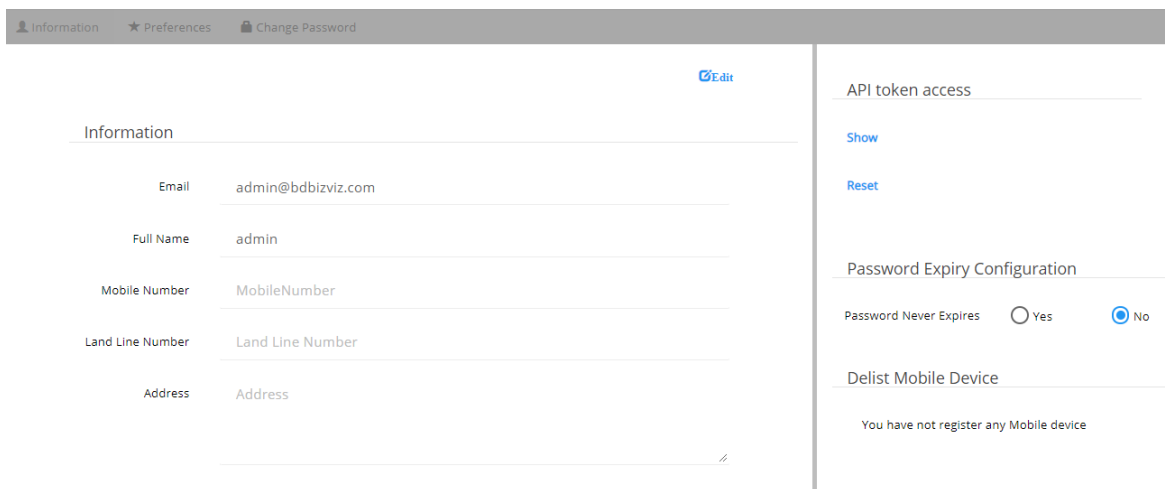 Information Preferences Change Password
Edit
Information
Email admin@bdbizviz.com
Full Name admin
Mobile Number MobileNumber
Land Line Number Land Line Number
Address Address
API token access
Show
Reset
Password Expiry Configuration
Password Never Expires Yes No
Delist Mobile Device
You have not register any Mobile device